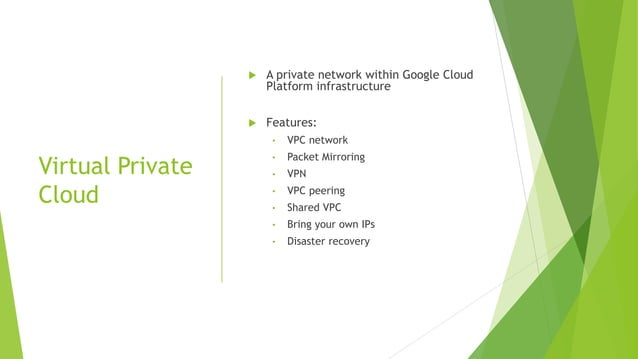 Virtual Private
Cloud
A private network within Google Cloud
Platform infrastructure
Features:
VPC network
Packet Mirroring
VPN
VPC peering
Shared VPC
Bring your own IPs
Disaster recovery